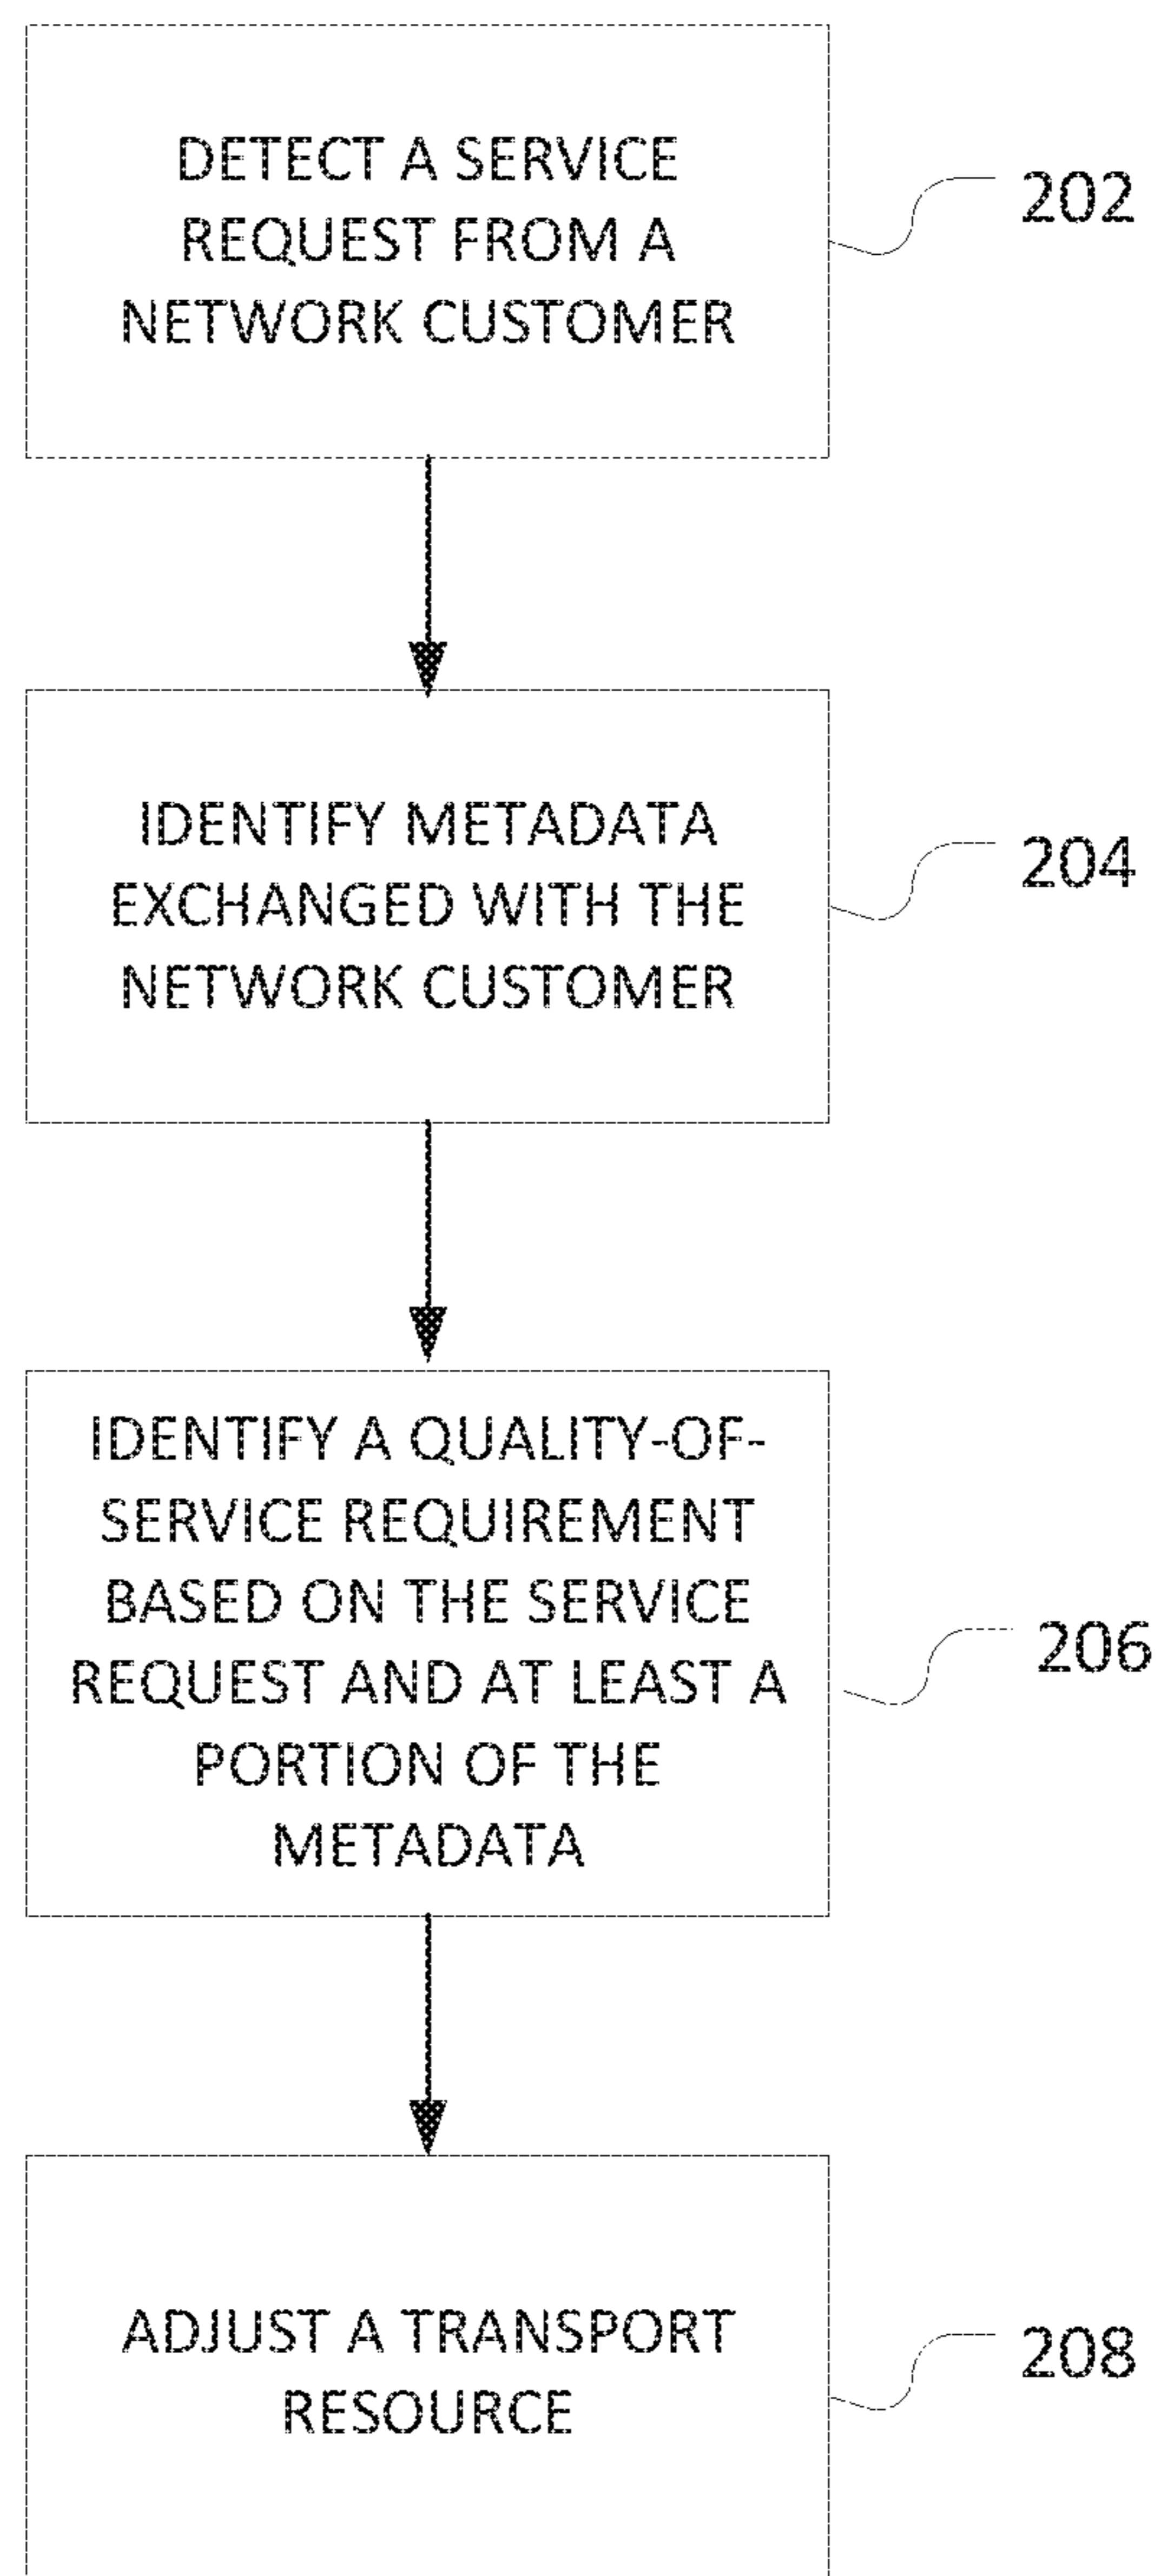 DETECT A SERVICE
REQUEST FROM A
NETWORK CUSTOMER
202
IDENTIFY METADATA
EXCHANGED WITH THE
NETWORK CUSTOMER
204
IDENTIFY A QUALITY-OF-
SERVICE REQUIREMENT
BASED ON THE SERVICE
REQUEST AND AT LEAST A
PORTION OF THE
METADATA
206
ADJUST A TRANSPORT
RESOURCE
208